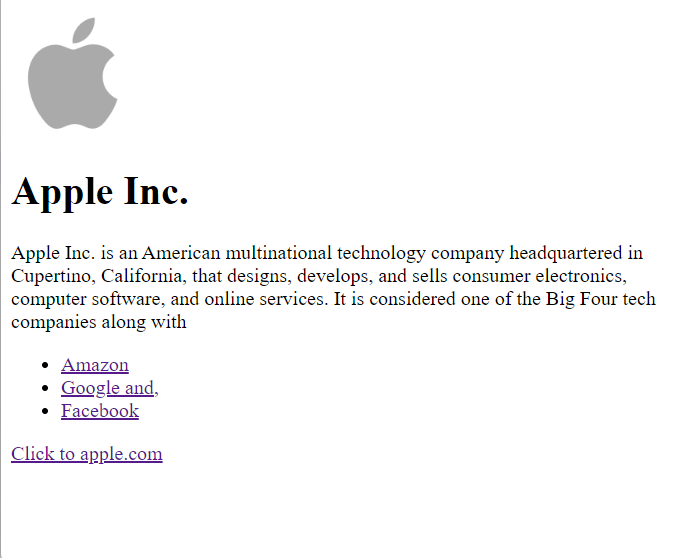 Apple Inc.
Apple Inc. is an American multinational technology company headquartered in
Cupertino, California, that designs, develops, and sells consumer electronics,
computer software, and online services. It is considered one of the Big Four tech
companies along with
Amazon
Google and,
Facebook
Click to apple.com